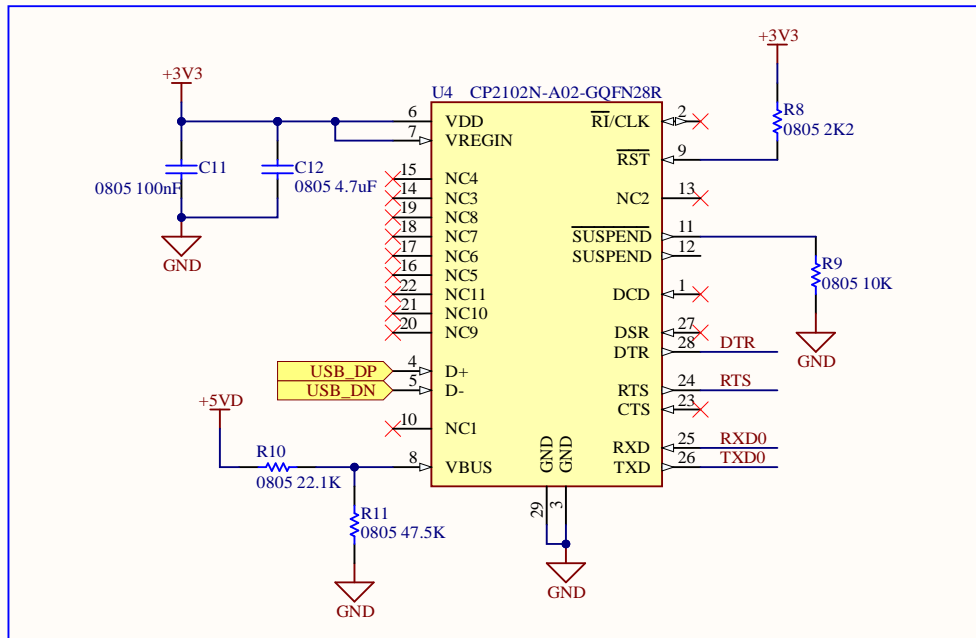 +3V3
U4 CP2102N-A02-GQFN28R
+3V3
6 VDD
7 VREGIN
C11
0805 100nF
C12
0805 4.7uF
GND
15 NC4
14 NC3
19 NC8
18 NC7
17 NC6
16 NC5
22 NC11
21 NC10
20 NC9
USB_DP 4 D+
USB_DN 5 D-
10 NC1
+5VD
R10
0805 22.1K
8 VBUS
R11
0805 47.5K
GND
RI/CLK 2
RST 9
R8
0805 2K2
NC2 13
SUSPEND 11
SUSPEND 12
R9
0805 10K
GND
DCD 1
DSR 27
DTR 28 DTR
RTS 24 RTS
CTS 23
RXD 25 RXD0
TXD 26 TXD0
GND
GND
29
3
GND